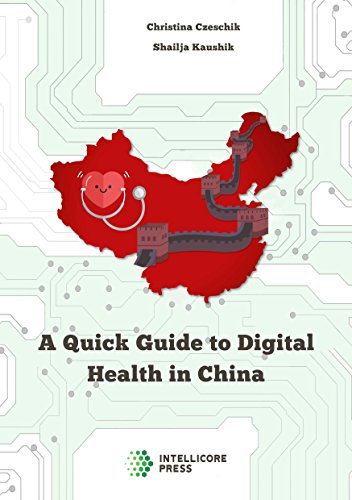 Christina Czeschik
Shailja Kaushik
A Quick Guide to Digital
Health in China
INTELLICORE
PRESS